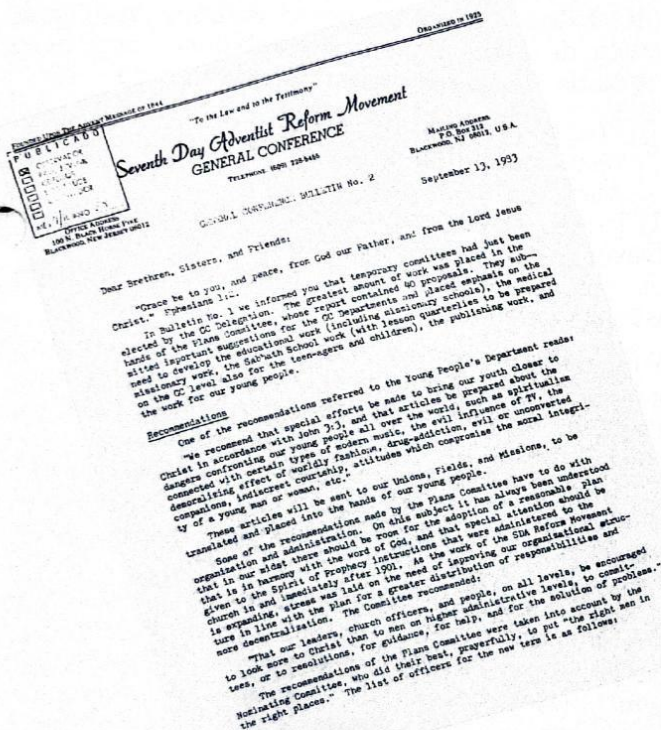 ORGANIZED IN 1925
FOUNDED UPON THE ADVENT MESSAGE OF 1844
"To the Law and to the Testimony"
PUBLICADO
Seventh Day Adventist Reform Movement
GENERAL CONFERENCE
TELEPHONE (609)
MAILING ADDRESS
P.O. BOX 312
BLACKWOOD, NJ 08012, U.S.A.
OFFICE ADDRESS
100 N. BLACK HORSE PIKE
BLACKWOOD, NEW JERSEY 08012
September 13, 1983
GENERAL CONFERENCE BULLETIN No. 2
Dear Brethren, Sisters, and Friends:
"Grace be to you, and peace, from God our Father, and from the Lord Jesus
Christ." Ephesians 1:2.
In Bulletin No. 1 we informed you that temporary committees had just been
elected by the GC Delegation. The greatest amount of work was placed in the
hands of the Plans Committee, whose report contained 40 proposals. They sub-
mitted important suggestions for the GC Departments and placed emphasis on the
need to develop the educational work (including missionary schools), the medical
missionary work, the Sabbath School work (with lesson quarterlies to be prepared
on the GC level also for the teen-agers and children), the publishing work, and
the work for our young people.
Recommendations
One of the recommendations referred to the Young People's Department reads:
"We recommend that special efforts be made to bring our youth closer to
Christ in accordance with John 3:3, and that articles be prepared about the
dangers confronting our young people all over the world, such as spiritualism
connected with certain types of modern music, the evil influence of TV, the
demoralising effect of worldly fashions, drug-addiction, evil or unconverted
companions, indiscreet courtship, attitudes which compromise the moral integri-
ty of a young man or woman, etc."
These articles will be sent to our Unions, Fields, and Missions, to be
translated and placed into the hands of our young people.
Some of the recommendations made by the Plans Committee have to do with
organization and administration. On this subject it has always been understood
that in our midst there should be room for the adoption of a reasonable plan
that is in harmony with the word of God, and that special attention should be
given to the Spirit of Prophecy instructions that were administered to the
church in and immediately after 1901. As the work of the SDA Reform Movement
is expanding, stress was laid on the need of improving our organizational struc-
ture in line with the plan for a greater distribution of responsibilities and
more decentralization. The Committee recommended:
"That our leaders, church officers, and people, on all levels, be encouraged
to look more to Christ than to men on higher administrative levels, to commit-
tees, or to resolutions, for guidance, for help, and for the solution of problems."
The recommendations of the Plans Committee were taken into account by the
Nominating Committee, who did their best, prayerfully, to put "the right men in
the right places." The list of officers for the new term is as follows: